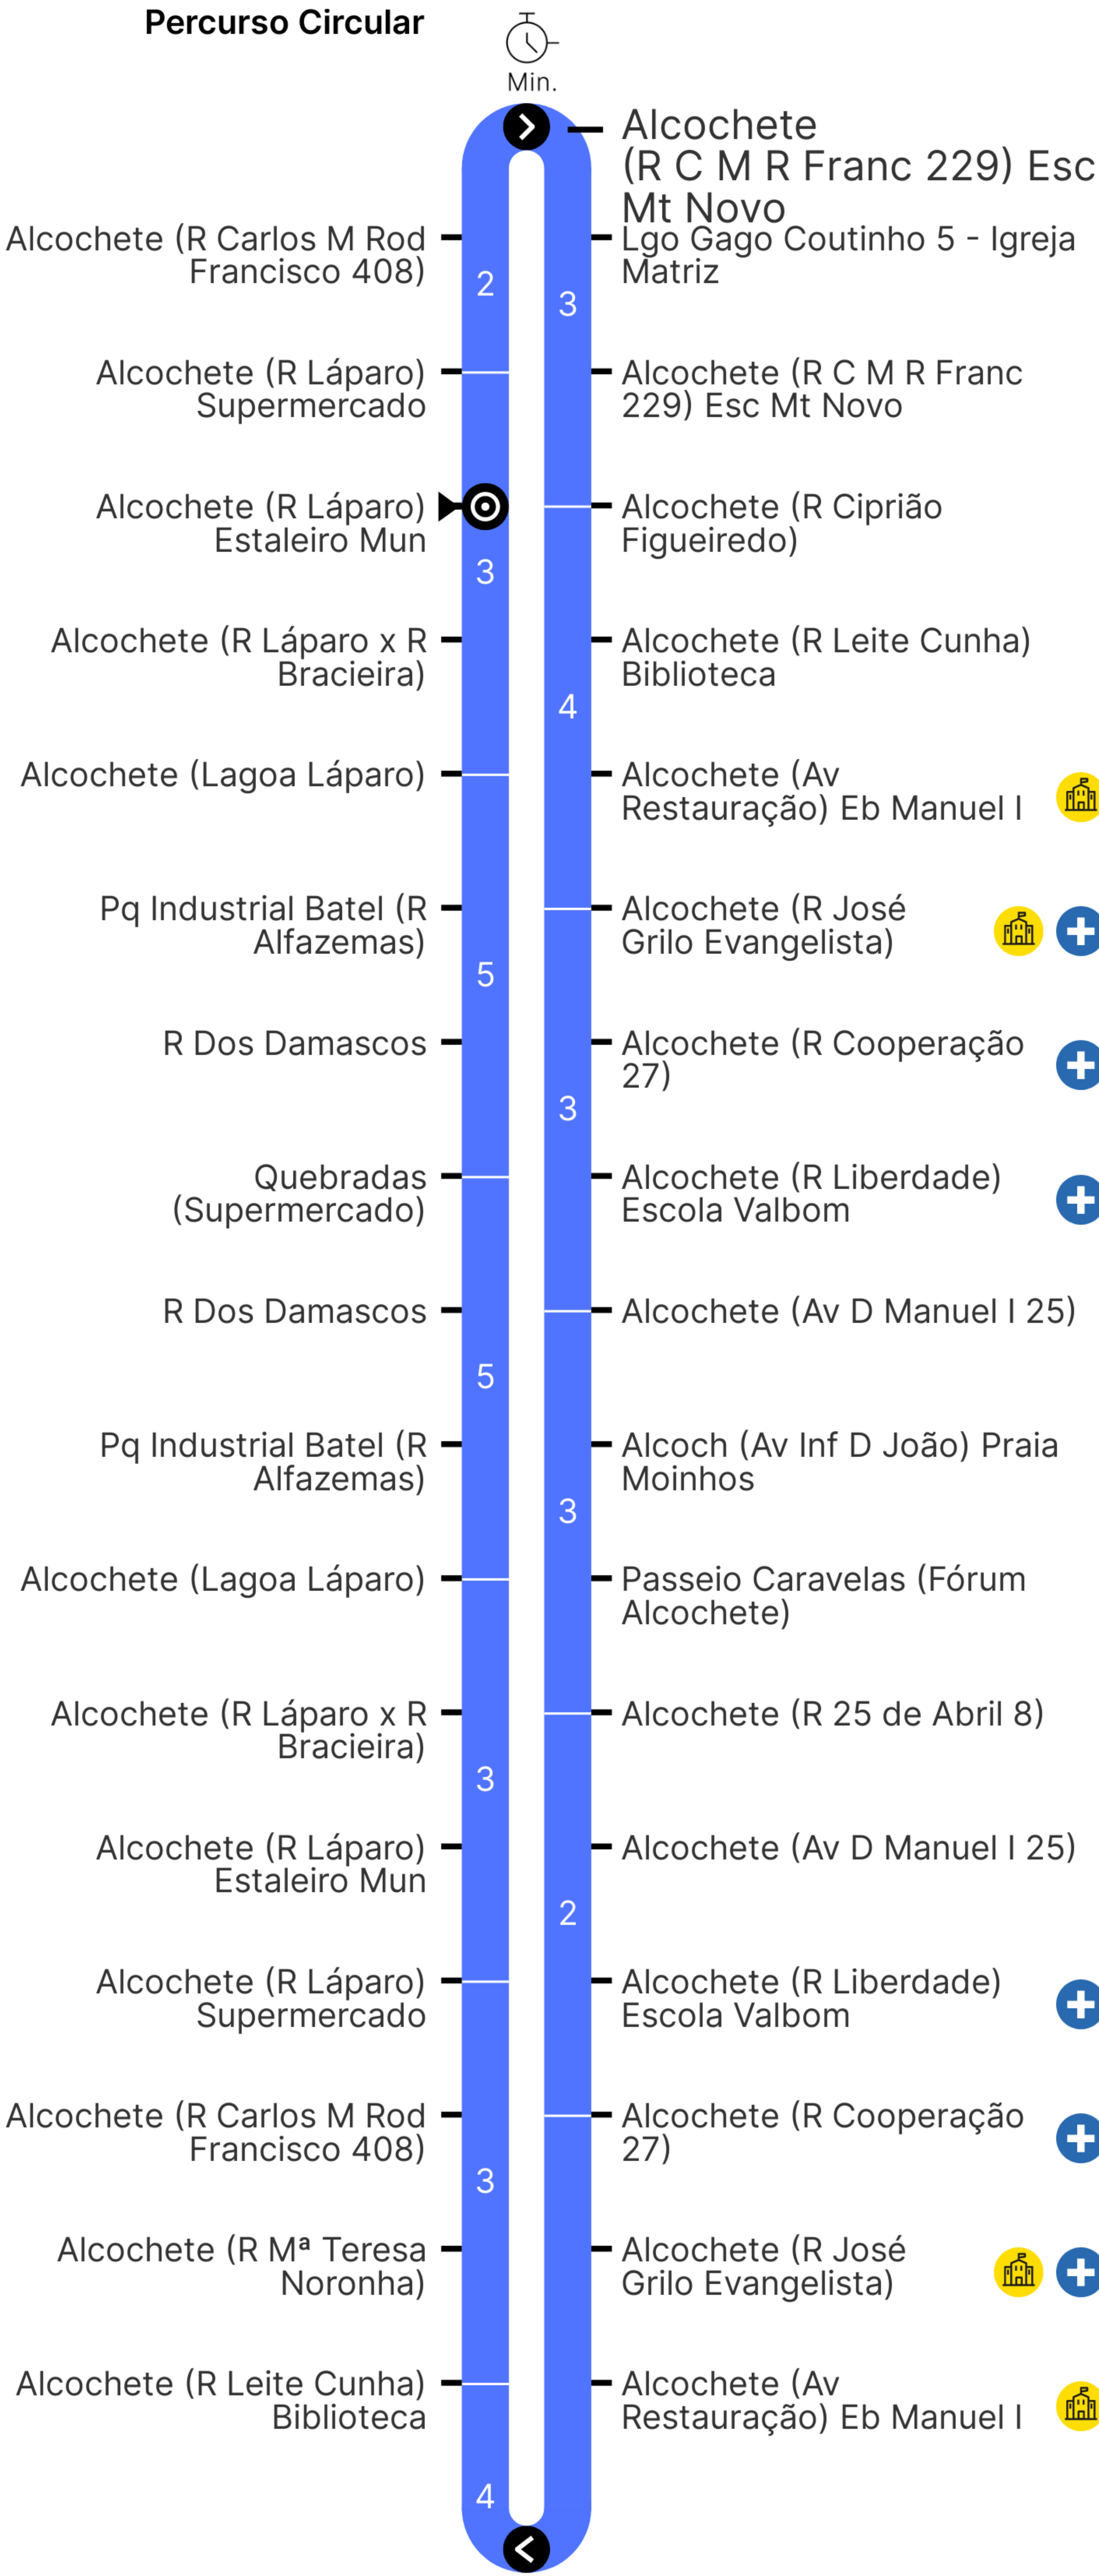 Percurso Circular
Min.
Alcochete
(R C M R Franc 229) Esc
Mt Novo
Lgo Gago Coutinho 5 - Igreja
Matriz
3
Alcochete (R C M R Franc
229) Esc Mt Novo
Alcochete (R Ciprião
Figueiredo)
Alcochete (R Leite Cunha)
Biblioteca
4
Alcochete (Av
Restauração) Eb Manuel I
Alcochete (R José
Grilo Evangelista)
Alcochete (R Cooperação
27)
3
Alcochete (R Liberdade)
Escola Valbom
Alcochete (Av D Manuel I 25)
Alcoch (Av Inf D João) Praia
Moinhos
3
Passeio Caravelas (Fórum
Alcochete)
Alcochete (R 25 de Abril 8)
Alcochete (Av D Manuel I 25)
2
Alcochete (R Liberdade)
Escola Valbom
Alcochete (R Cooperação
27)
Alcochete (R José
Grilo Evangelista)
Alcochete (Av
Restauração) Eb Manuel I
Alcochete (R Carlos M Rod
Francisco 408)
2
Alcochete (R Láparo)
Supermercado
Alcochete (R Láparo)
Estaleiro Mun
3
Alcochete (R Láparo x R
Bracieira)
Alcochete (Lagoa Láparo)
Pq Industrial Batel (R
Alfazemas)
5
R Dos Damascos
Quebradas
(Supermercado)
R Dos Damascos
5
Pq Industrial Batel (R
Alfazemas)
Alcochete (Lagoa Láparo)
Alcochete (R Láparo x R
Bracieira)
3
Alcochete (R Láparo)
Estaleiro Mun
Alcochete (R Láparo)
Supermercado
Alcochete (R Carlos M Rod
Francisco 408)
3
Alcochete (R Mª Teresa
Noronha)
Alcochete (R Leite Cunha)
Biblioteca
4